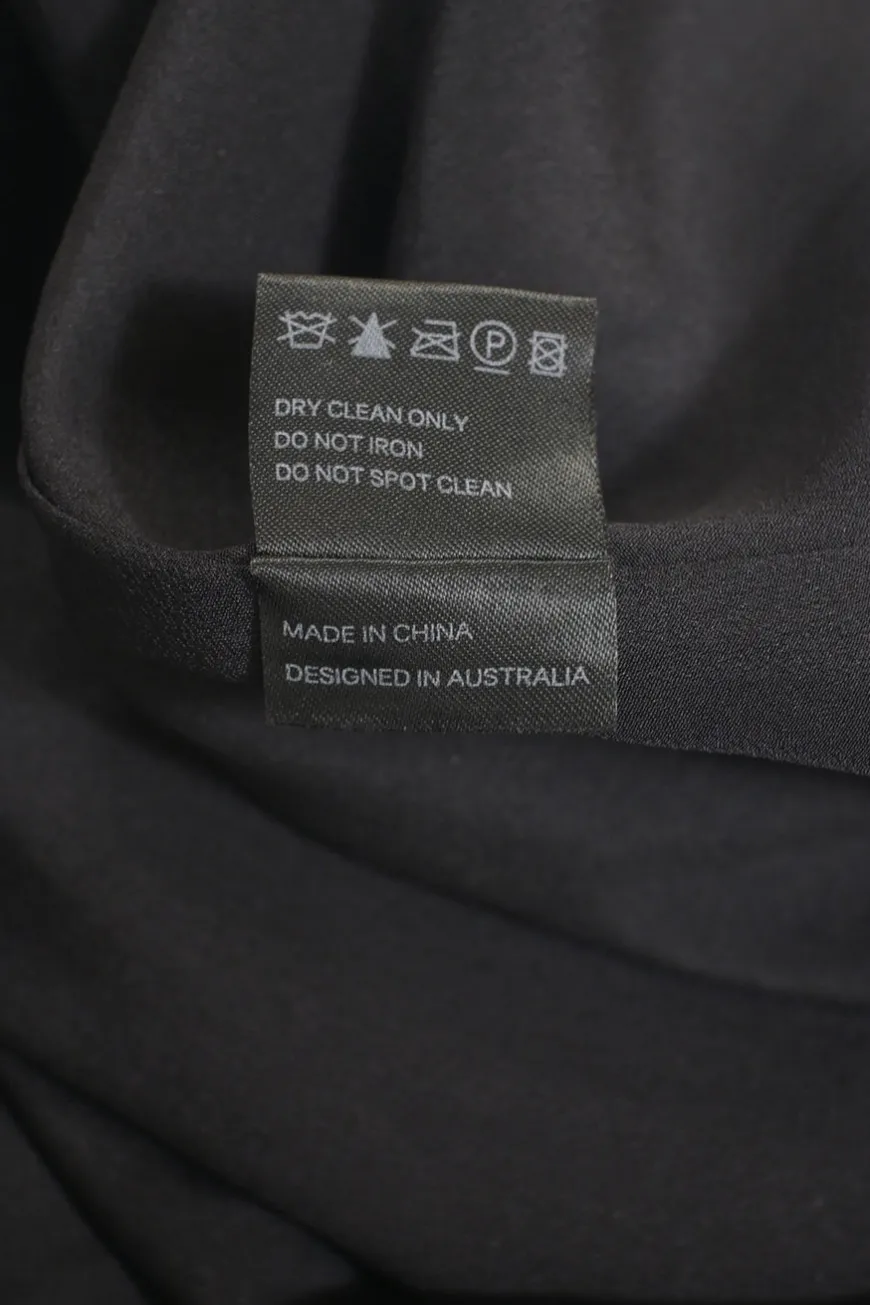 P
DRY CLEAN ONLY
DO NOT IRON
DO NOT SPOT CLEAN
MADE IN CHINA
DESIGNED IN AUSTRALIA